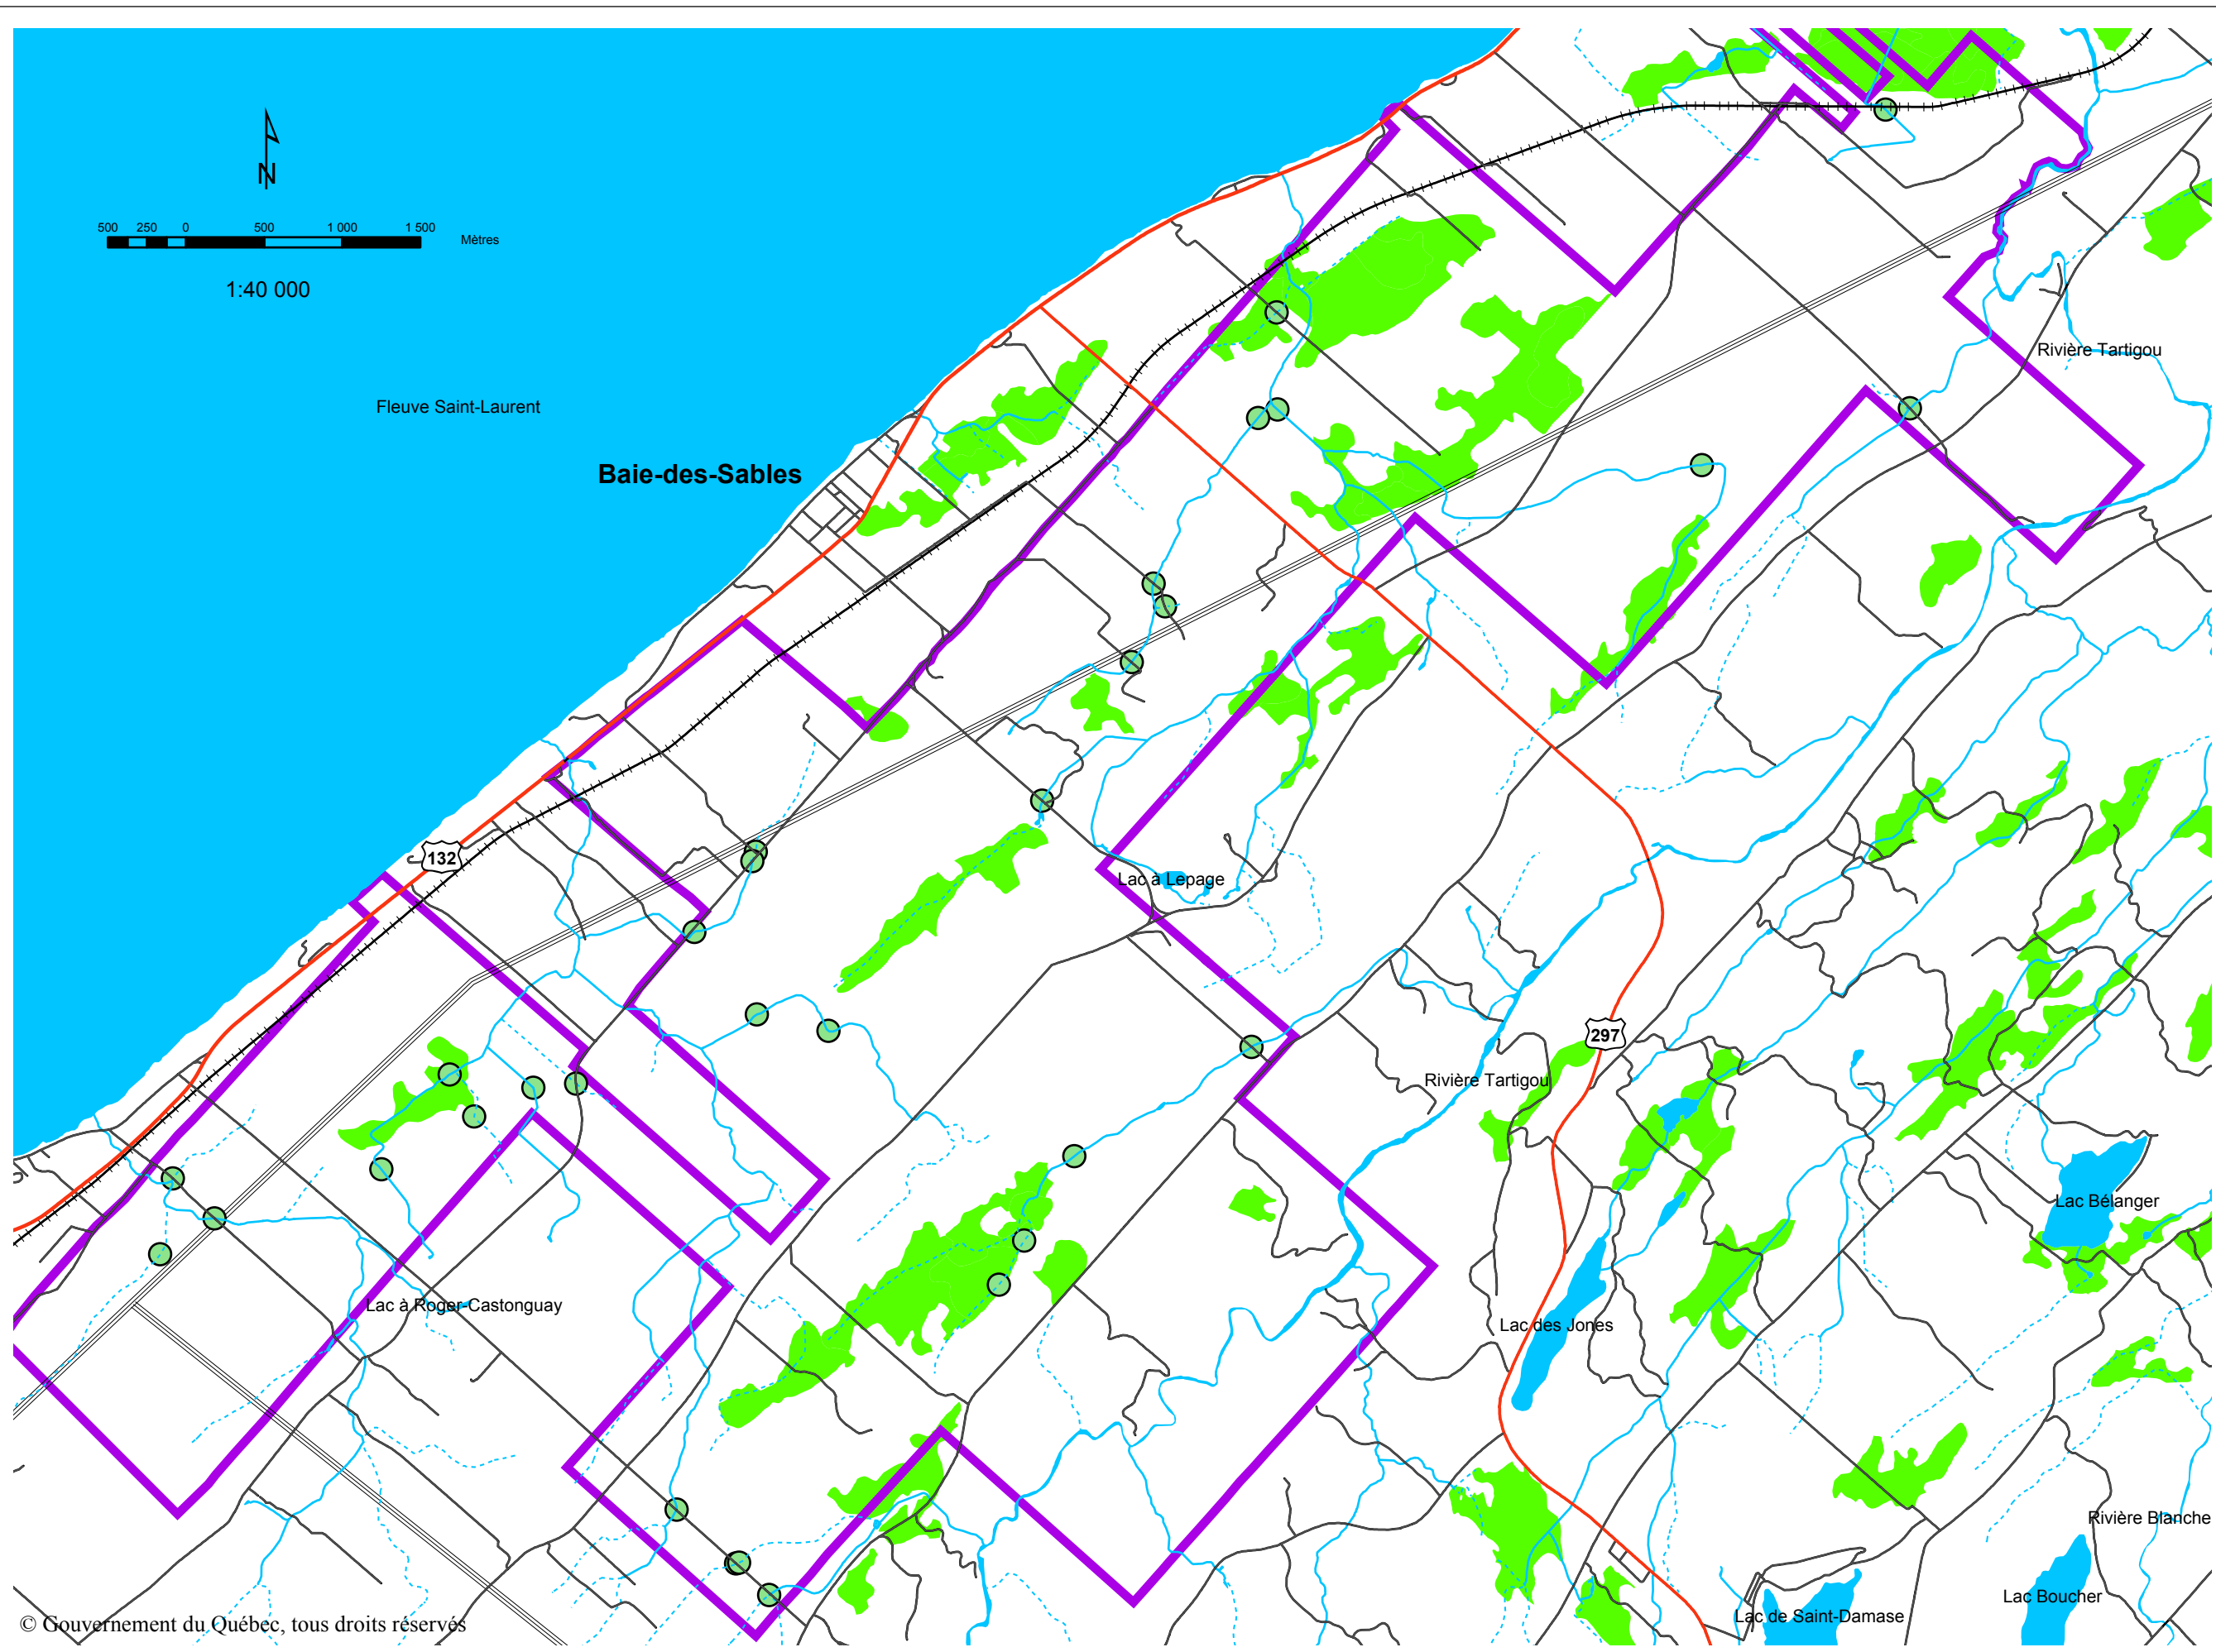 N
500 250 0 500 1 000 1 500
Mètres
1:40 000
Rivière Tartigou
Fleuve Saint-Laurent
Baie-des-Sables
132
Lac à Lepage
297
Rivière Tartigou
Lac Bélanger
Lac à Roger-Castonguay
Lac des Jones
Rivière Blanche
Lac Boucher
Lac de Saint-Damase
© Gouvernement du Québec, tous droits réservés